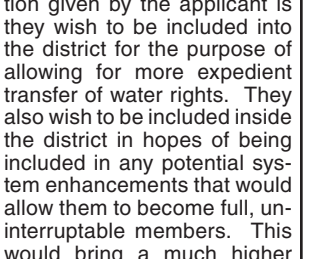 tion given by the applicant is
they wish to be included into
the district for the purpose of
allowing for more expedient
transfer of water rights. They
also wish to be included inside
the district in hopes of being
included in any potential sys-
tem enhancements that would
allow them to become full, un-
interruptable members. This
would bring a much higher